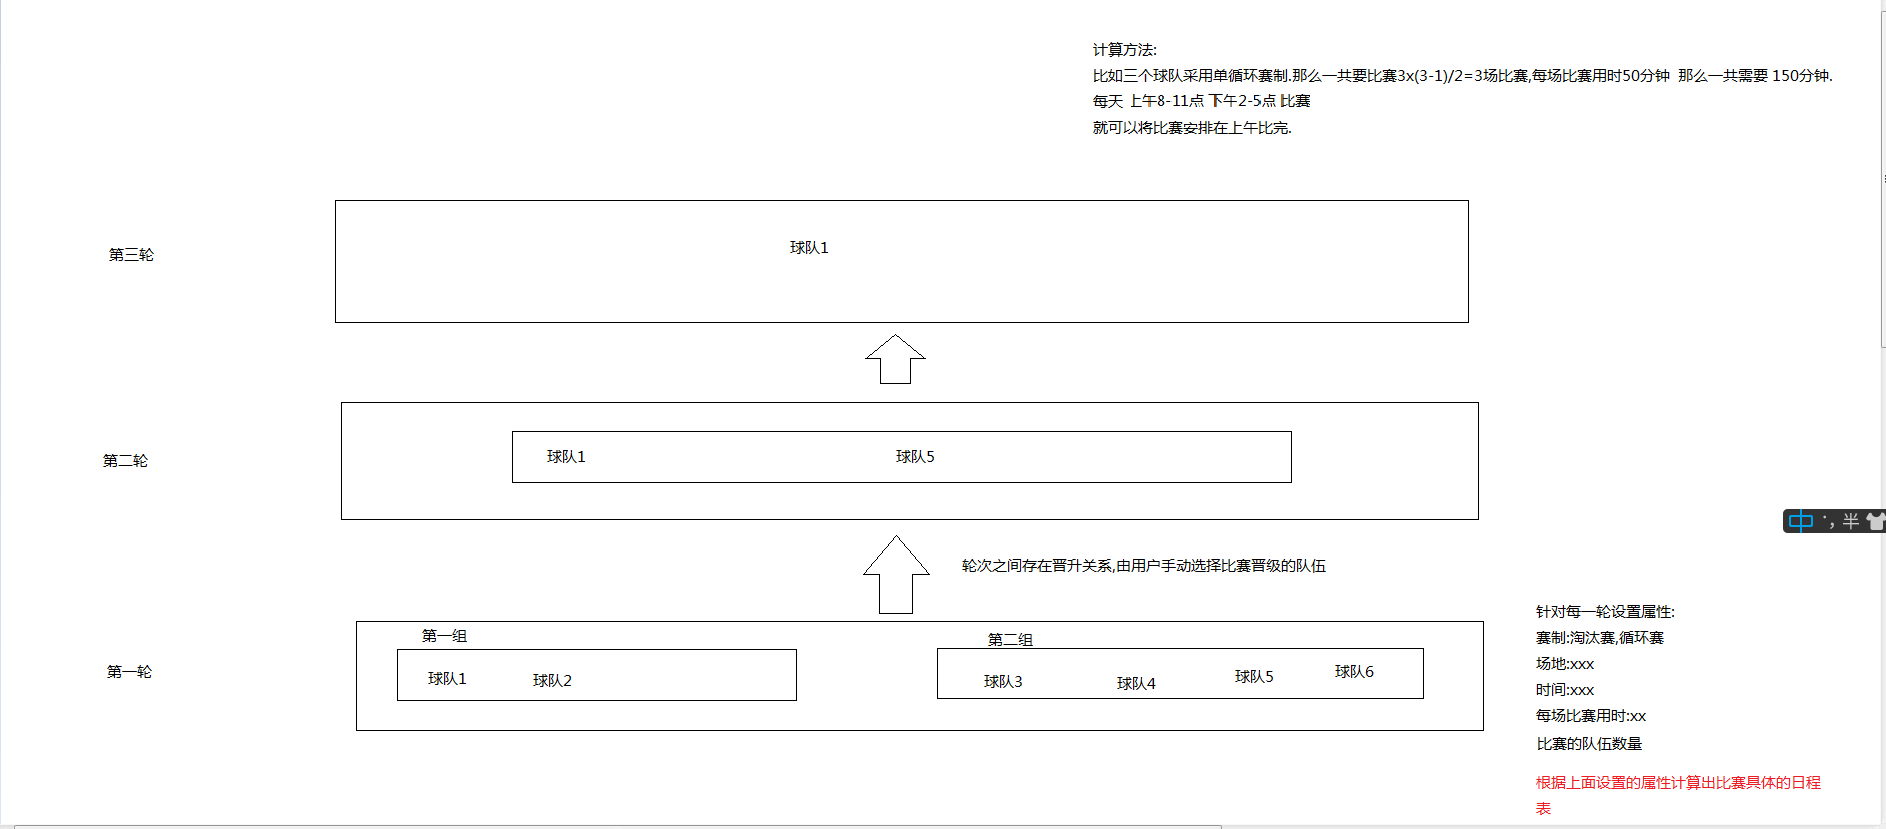 计算方法:
比如三个球队采用单循环赛制.那么一共要比赛3x(3-1)/2=3场比赛,每场比赛用时50分钟 那么一共需要 150分钟.
每天 上午8-11点 下午2-5点 比赛
就可以将比赛安排在上午比完.
第三轮
球队1
第二轮
球队1
球队5
轮次之间存在晋升关系,由用户手动选择比赛晋级的队伍
第一轮
第一组
球队1
球队2
第二组
球队3
球队4
球队5
球队6
针对每一轮设置属性:
赛制:淘汰赛,循环赛
场地:xxx
时间:xxx
每场比赛用时:xx
比赛的队伍数量
根据上面设置的属性计算出比赛具体的日程
表
中 ·, 半